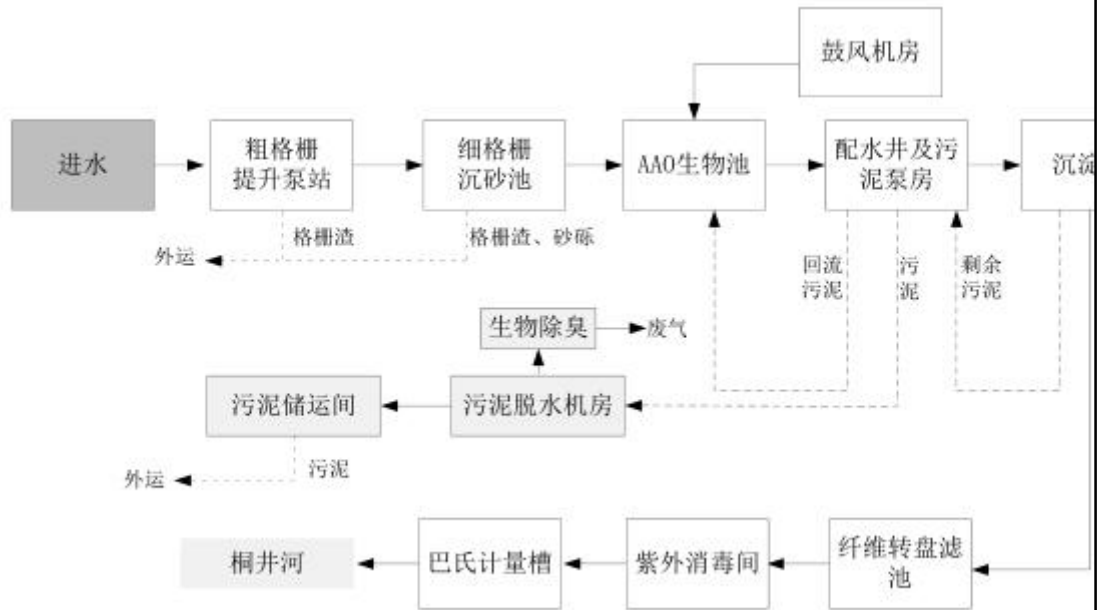 鼓风机房
进水
粗格栅
提升泵站
细格栅
沉砂池
AAO生物池
配水井及污
泥泵房
沉淀
格栅渣
格栅渣、砂砾
外运
回流
污泥
污
泥
剩余
污泥
生物除臭
废气
污泥储运间
污泥脱水机房
污泥
外运
桐井河
巴氏计量槽
紫外消毒间
纤维转盘滤
池